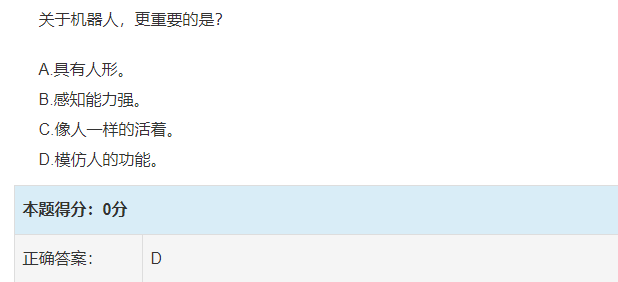 关于机器人，更重要的是?
A.具有人形。
B.感知能力强。
C.像人一样的活着。
D.模仿人的功能。
本题得分：0分
正确答案： D